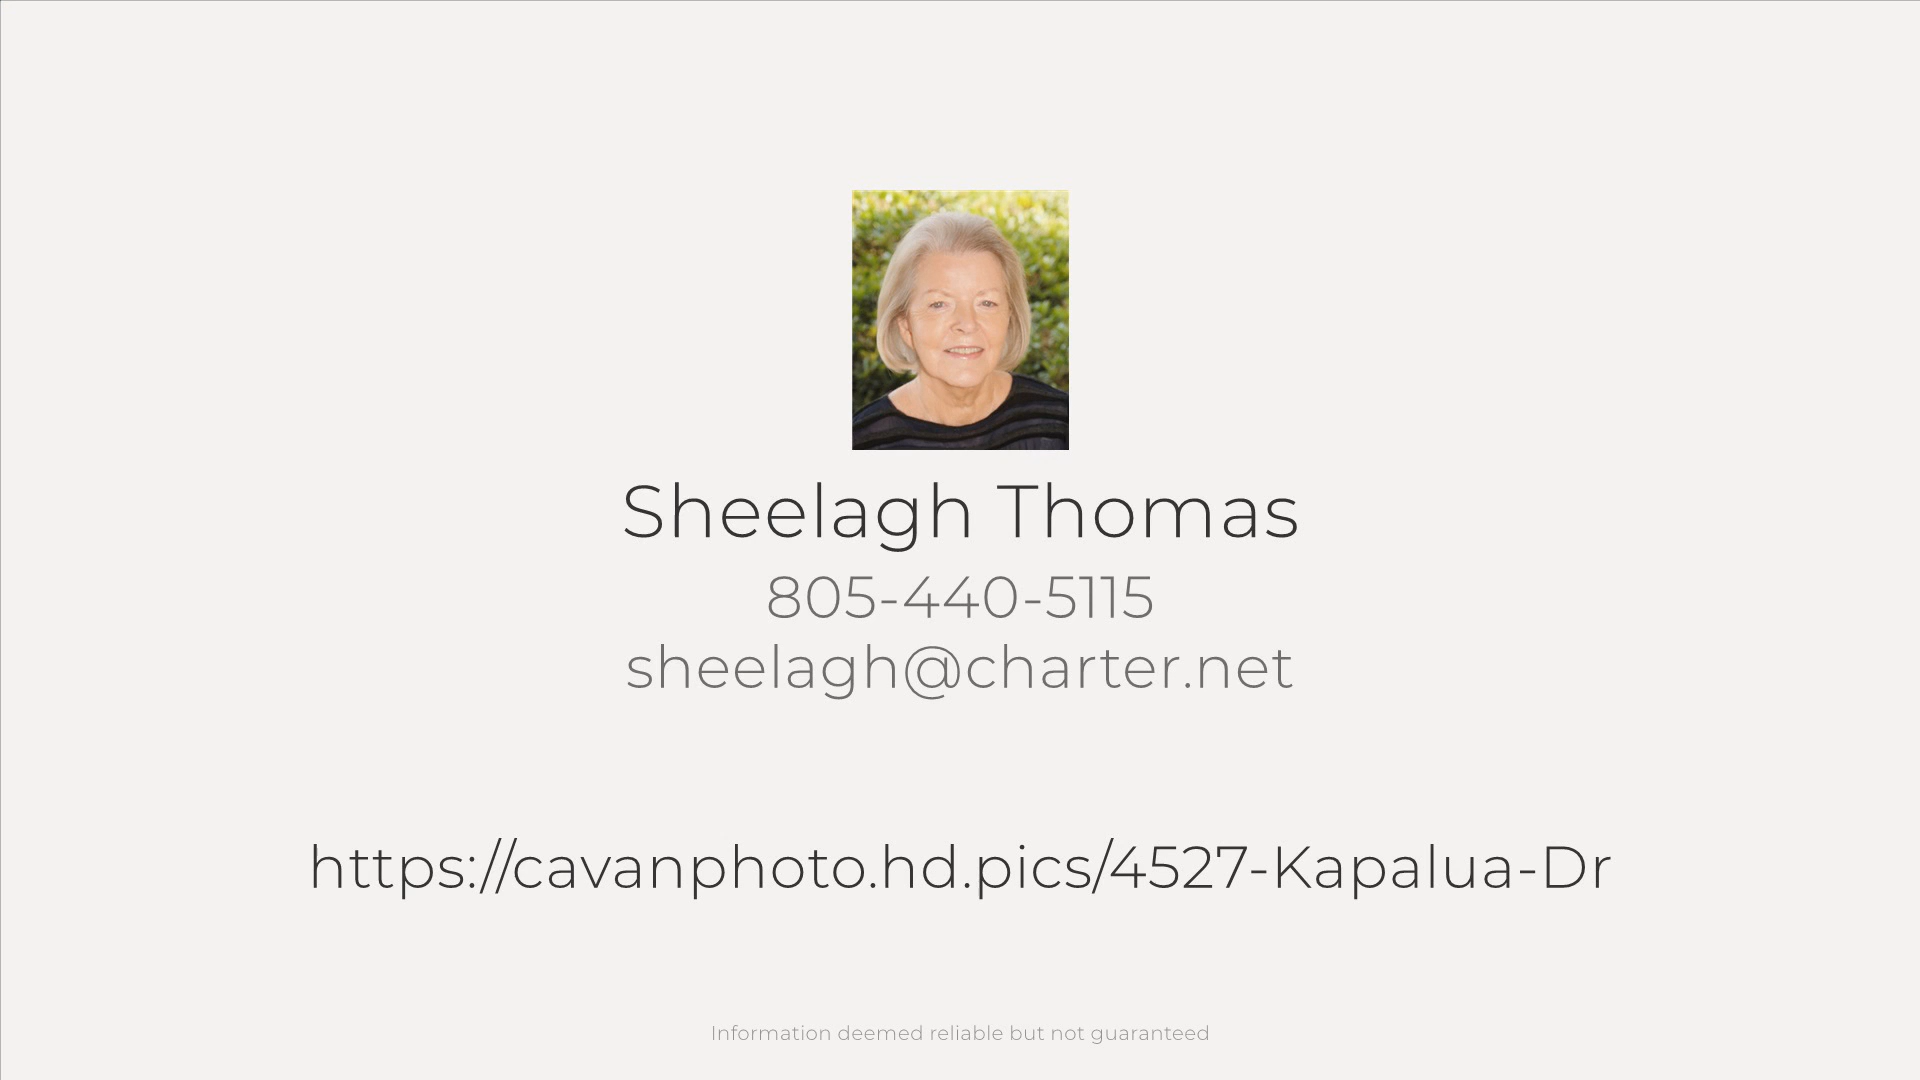 Sheelagh Thomas
805-440-5115
sheelagh@charter.net
https://cavanphoto.hd.pics/4527-Kapalua-Dr
Information deemed reliable but not guaranteed